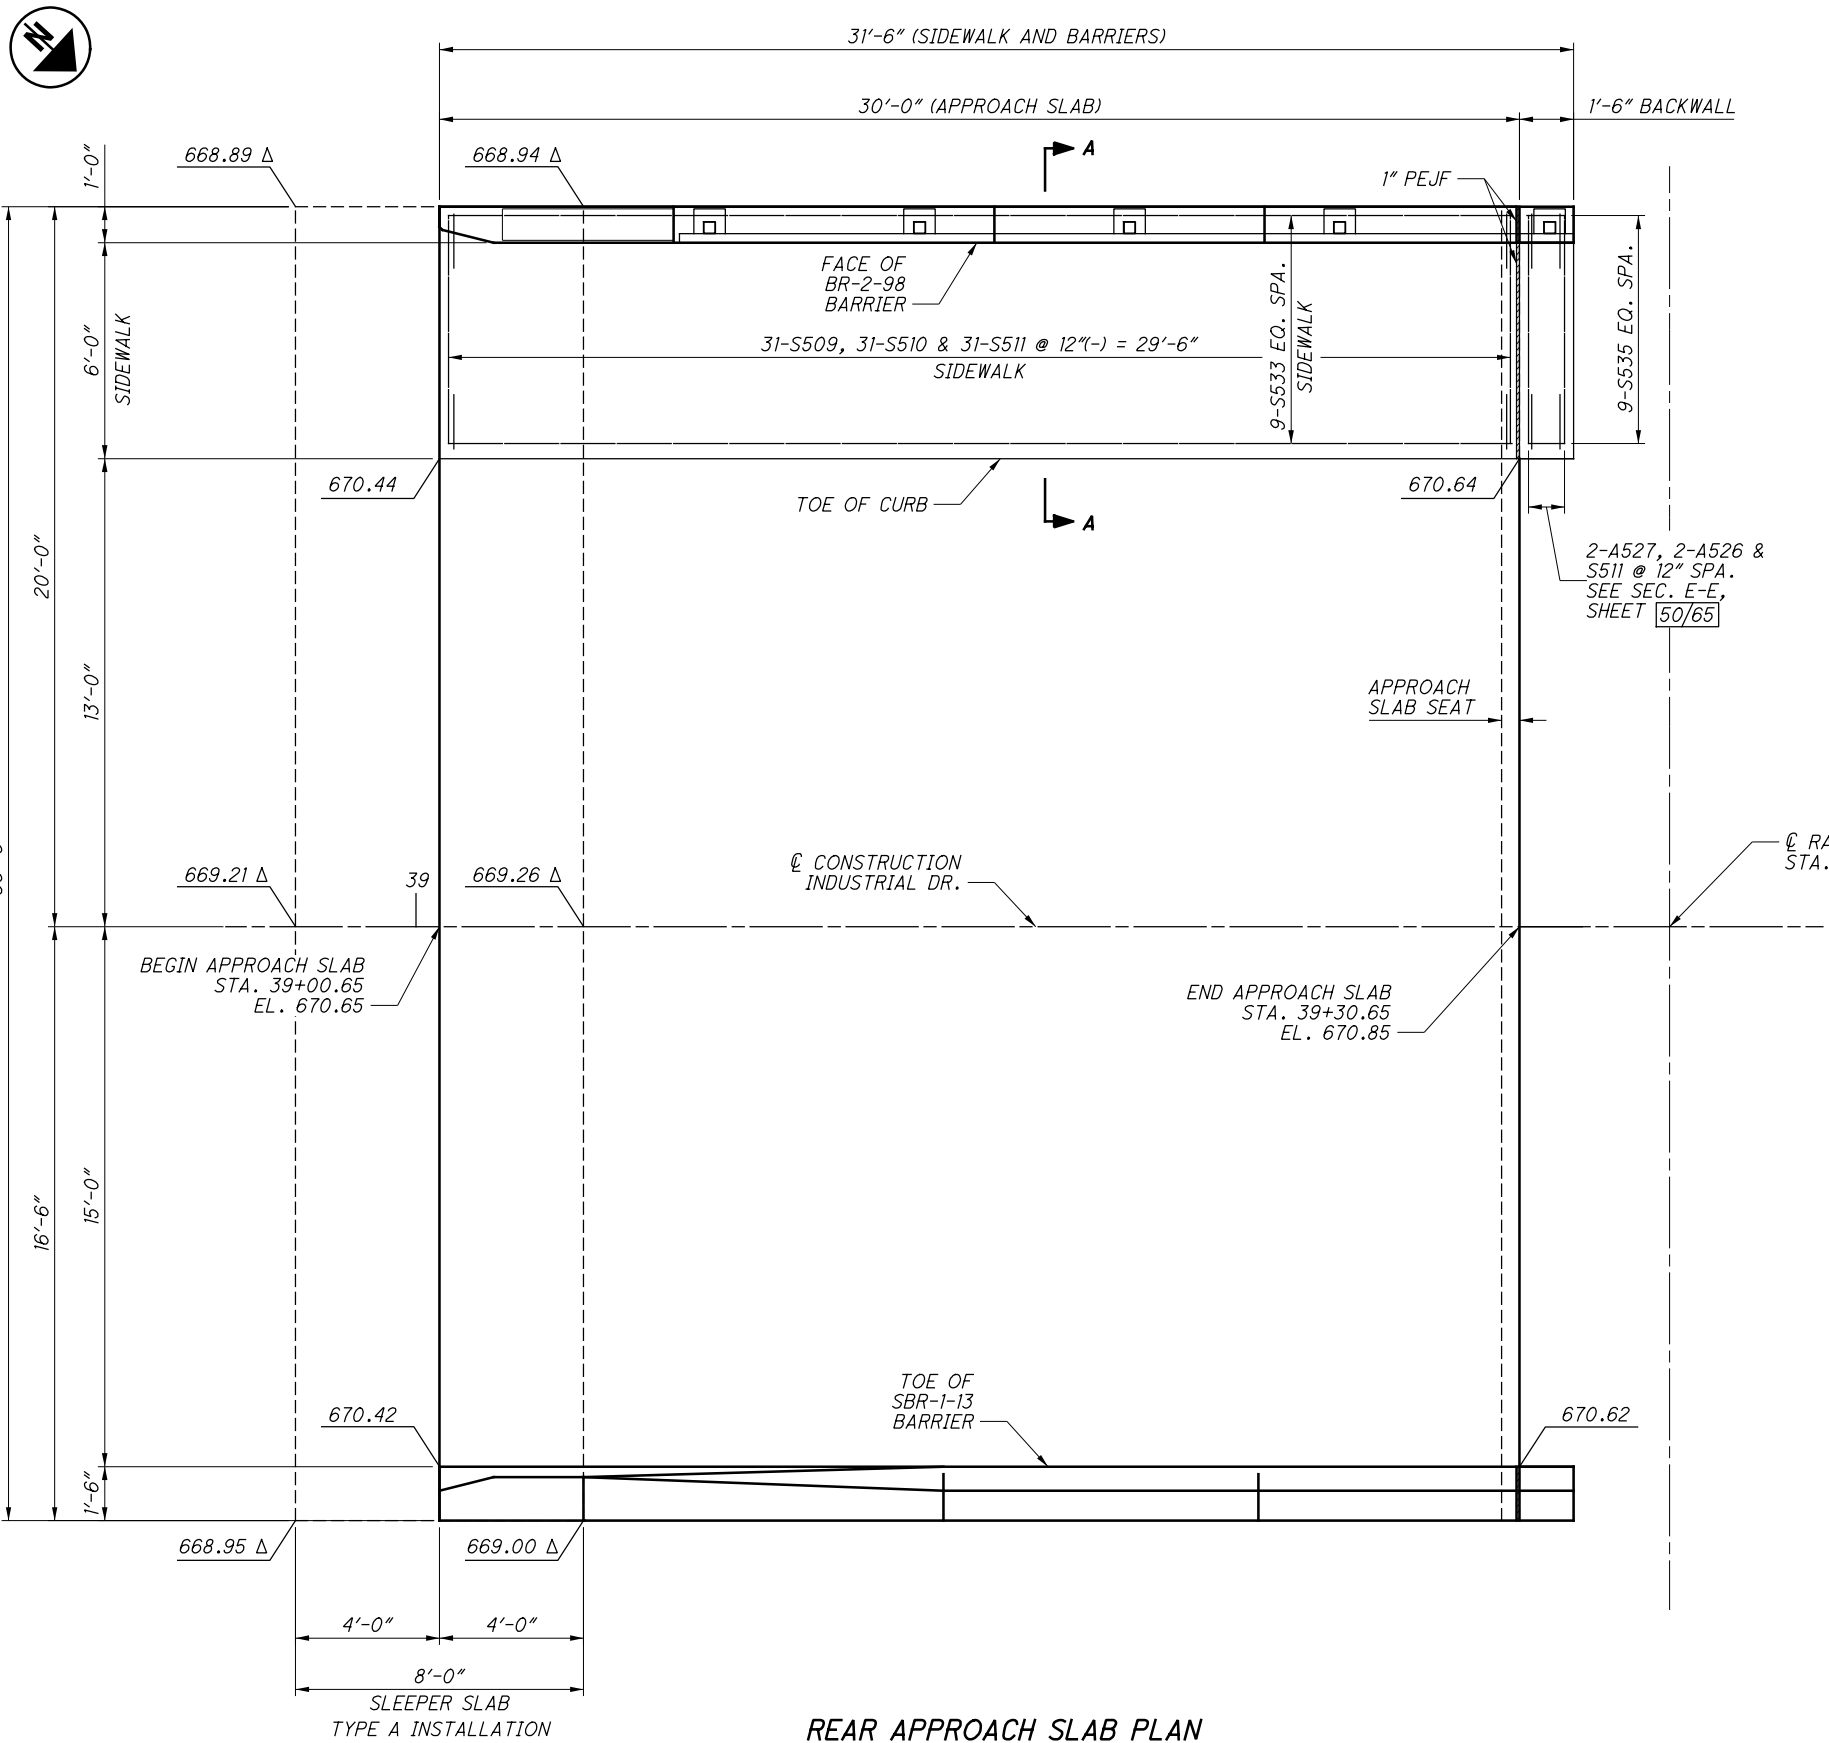 N
31'-6" (SIDEWALK AND BARRIERS)
30'-0" (APPROACH SLAB)
1'-6" BACKWALL
1'-0"
668.89 Δ
668.94 Δ
A
1" PEJF
FACE OF
BR-2-98
BARRIER
6'-0"
SIDEWALK
31-S509, 31-S510 & 31-S511 @ 12"(-) = 29'-6"
SIDEWALK
9-S533 EQ. SPA.
SIDEWALK
9-S535 EQ. SPA.
670.44
TOE OF CURB
A
670.64
2-A527, 2-A526 &
S511 @ 12" SPA.
SEE SEC. E-E,
SHEET 50/65
20'-0"
13'-0"
APPROACH
SLAB SEAT
669.21 Δ
39
669.26 Δ
℄ CONSTRUCTION
INDUSTRIAL DR.
℄ RA
STA.
BEGIN APPROACH SLAB
STA. 39+00.65
EL. 670.65
END APPROACH SLAB
STA. 39+30.65
EL. 670.85
16'-6"
15'-0"
TOE OF
SBR-1-13
BARRIER
670.42
670.62
1'-6"
668.95 Δ
669.00 Δ
4'-0"
4'-0"
8'-0"
SLEEPER SLAB
TYPE A INSTALLATION
REAR APPROACH SLAB PLAN